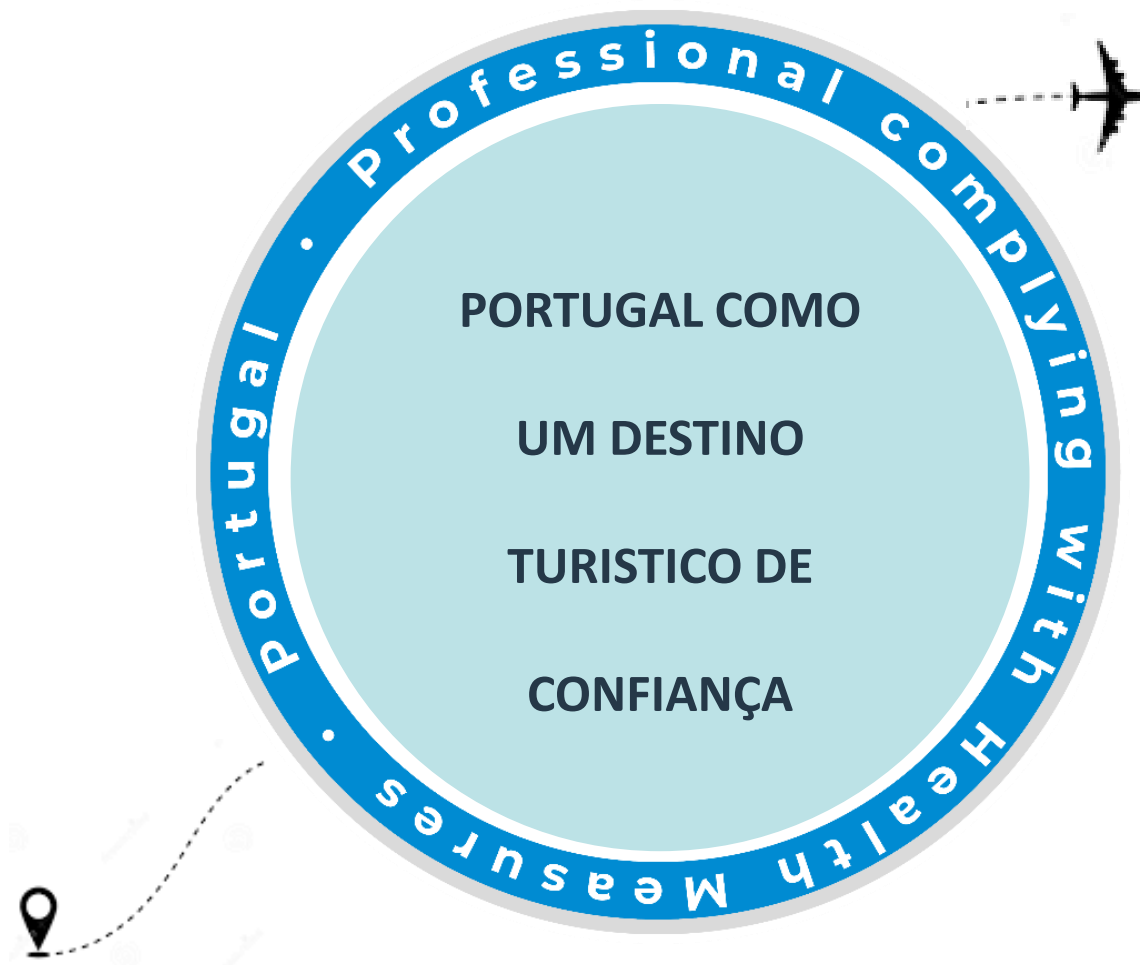 Professional complying with Health Measures • Portugal •
PORTUGAL COMO
UM DESTINO
TURISTICO DE
CONFIANÇA